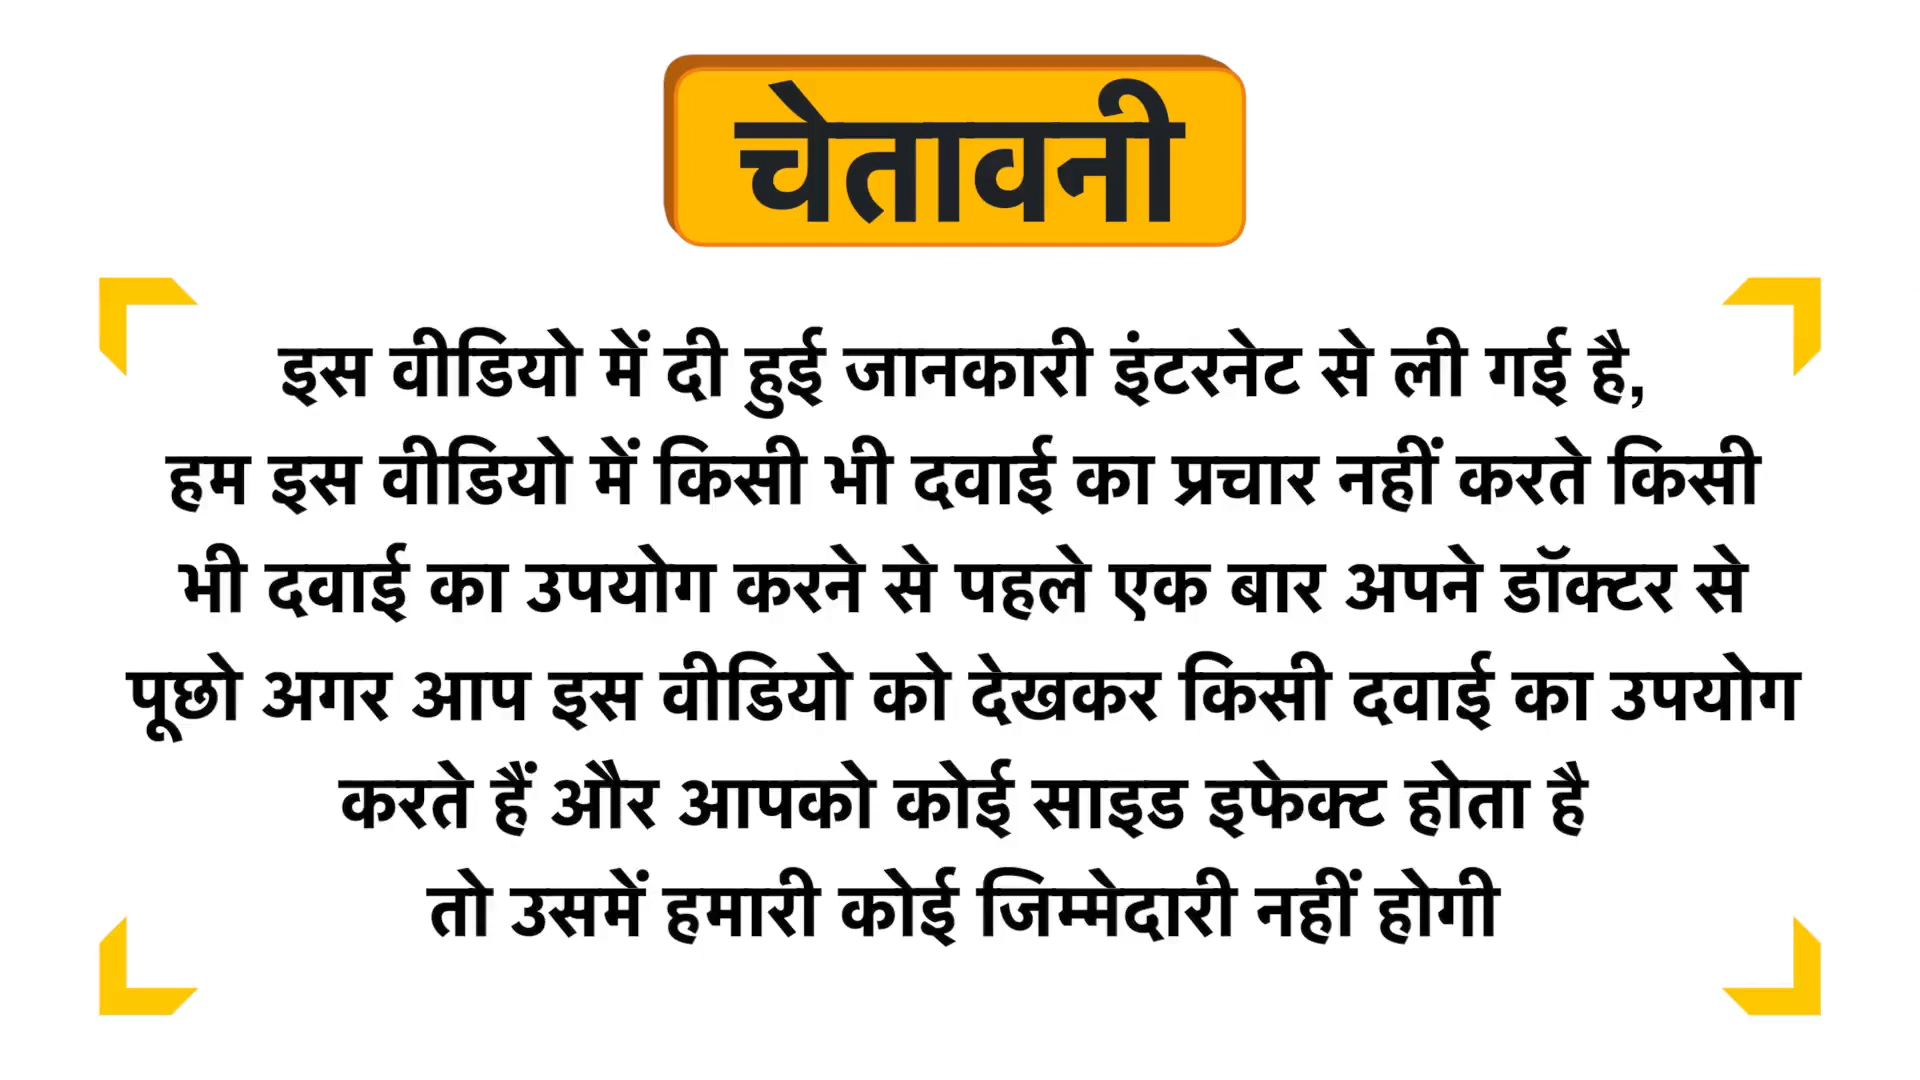 चेतावनी
इस वीडियो में दी हुई जानकारी इंटरनेट से ली गई है,
हम इस वीडियो में किसी भी दवाई का प्रचार नहीं करते किसी
भी दवाई का उपयोग करने से पहले एक बार अपने डॉक्टर से
पूछो अगर आप इस वीडियो को देखकर किसी दवाई का उपयोग
करते हैं और आपको कोई साइड इफेक्ट होता है
तो उसमें हमारी कोई जिम्मेदारी नहीं होगी